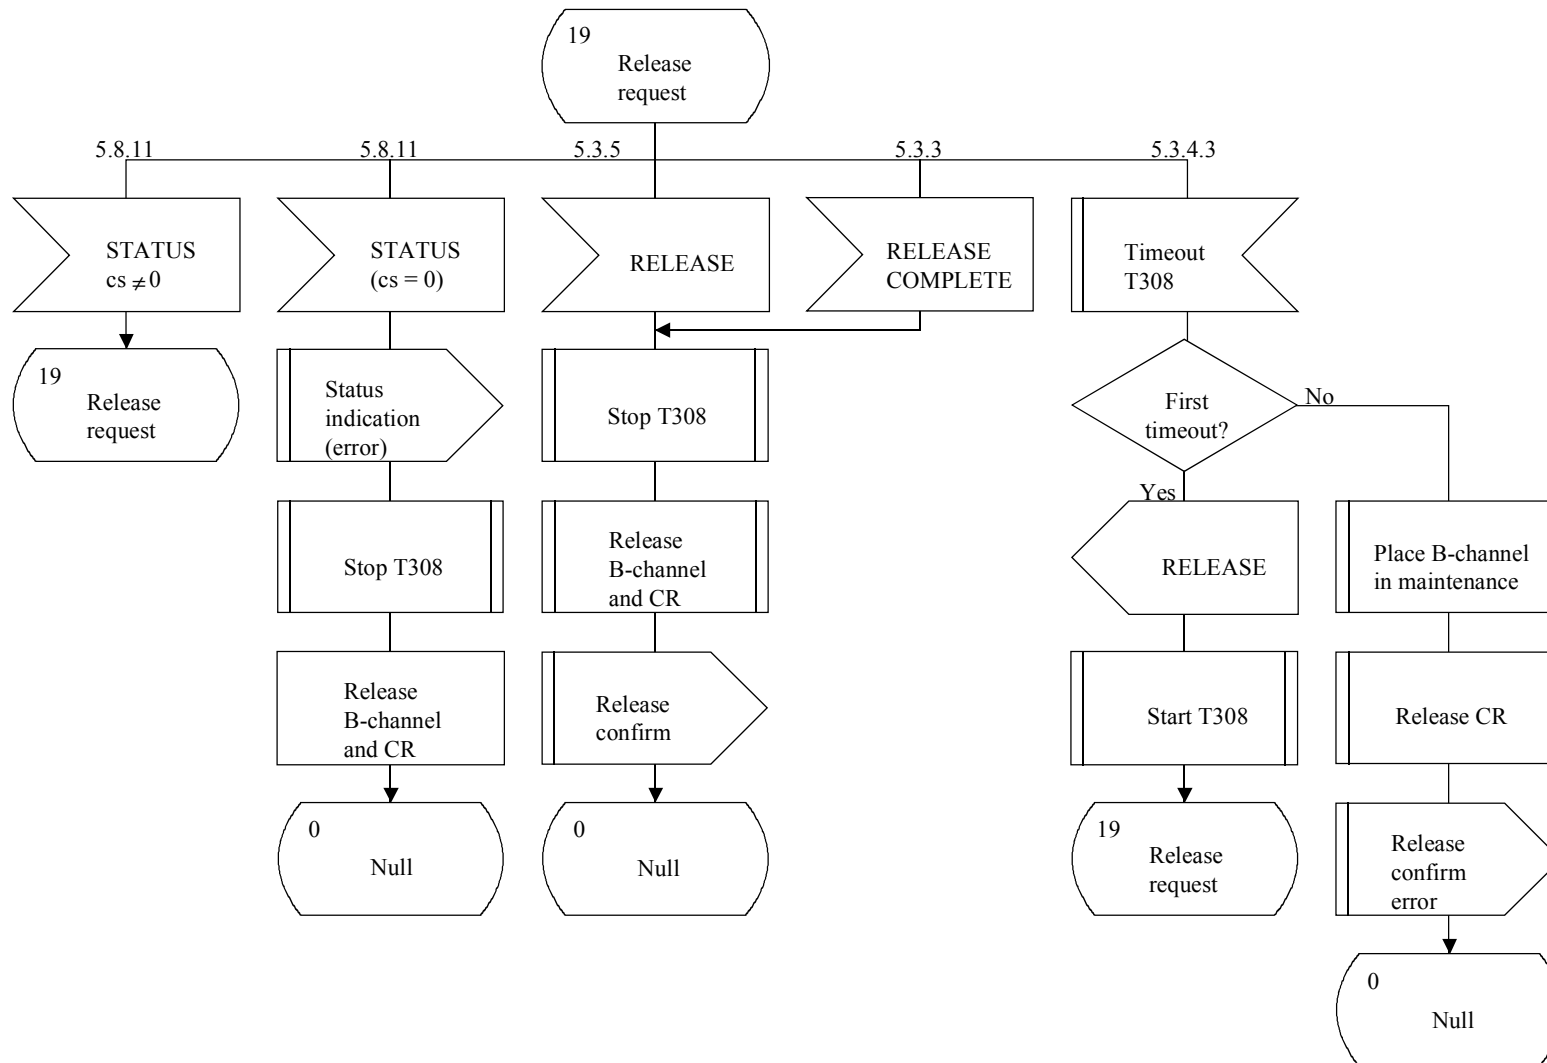 19
Release
request
5.8.11
5.8.11
5.3.5
5.3.3
5.3.4.3
STATUS
cs ≠ 0
STATUS
(cs = 0)
RELEASE
RELEASE
COMPLETE
Timeout
T308
19
Release
request
Status
indication
(error)
Stop T308
First
timeout?
No
Yes
Stop T308
Release
B-channel
and CR
RELEASE
Place B-channel
in maintenance
Release
B-channel
and CR
Release
confirm
Start T308
Release CR
0
Null
0
Null
19
Release
request
Release
confirm
error
0
Null